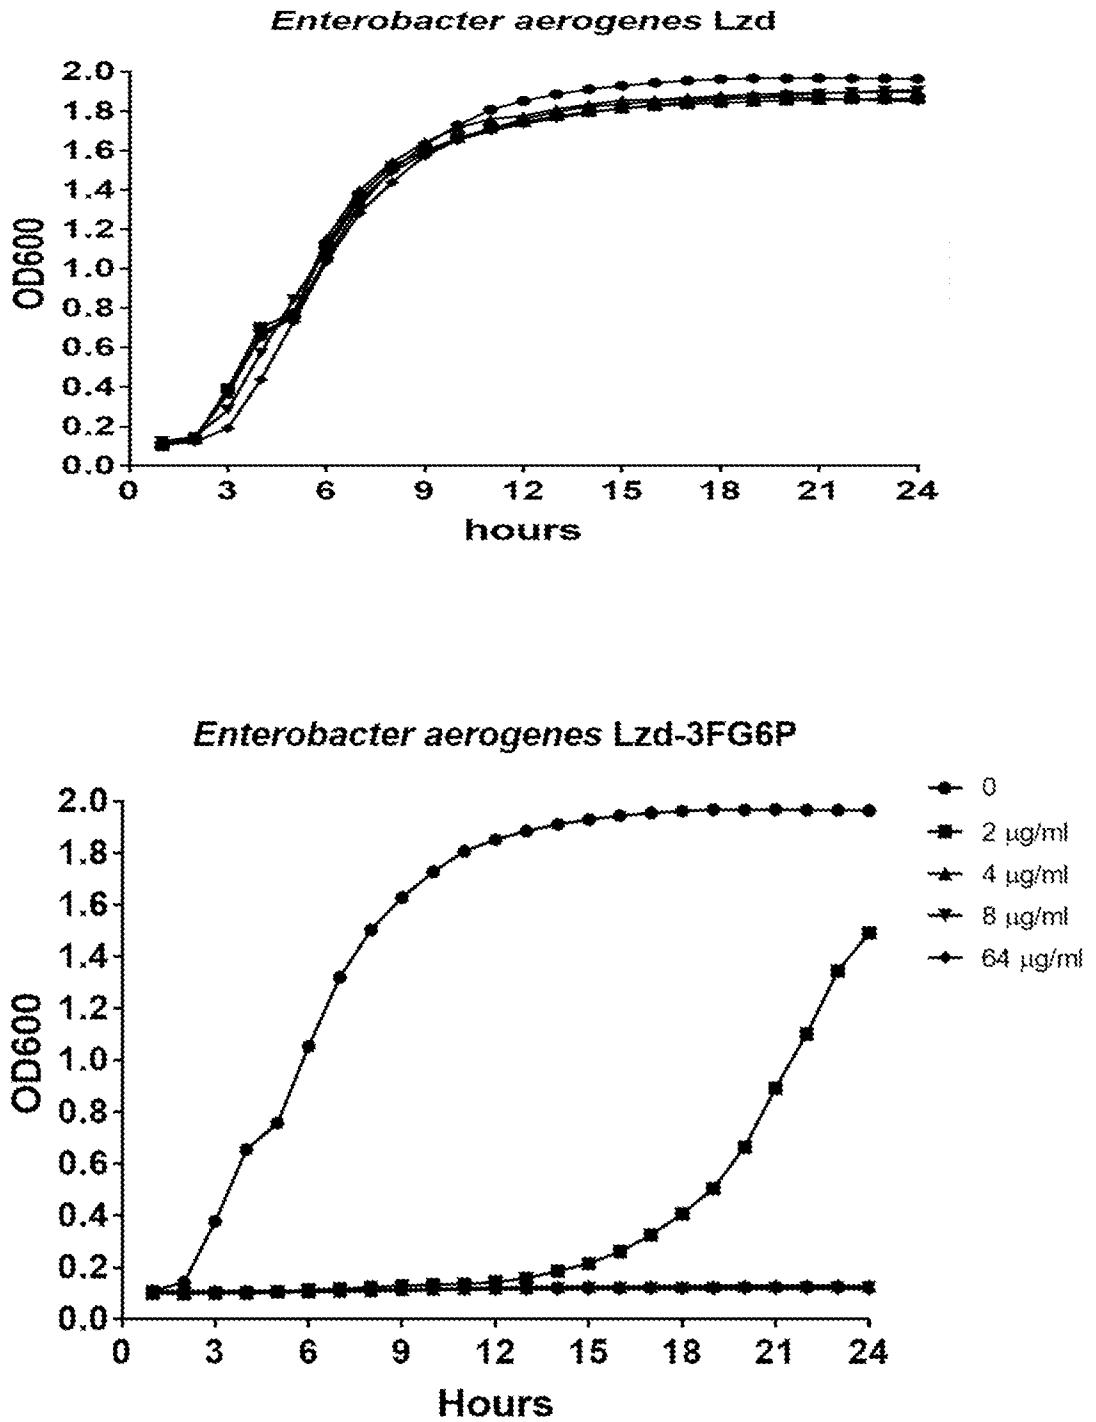 Enterobacter aerogenes Lzd
2.0
1.8
1.6
1.4
1.2
1.0
0.8
0.6
0.4
0.2
0.0
OD600
0 3 6 9 12 15 18 21 24
hours
Enterobacter aerogenes Lzd-3FG6P
2.0
1.8
1.6
1.4
1.2
1.0
0.8
0.6
0.4
0.2
0.0
OD600
0 3 6 9 12 15 18 21 24
Hours
0
2 μg/ml
4 μg/ml
8 μg/ml
64 μg/ml